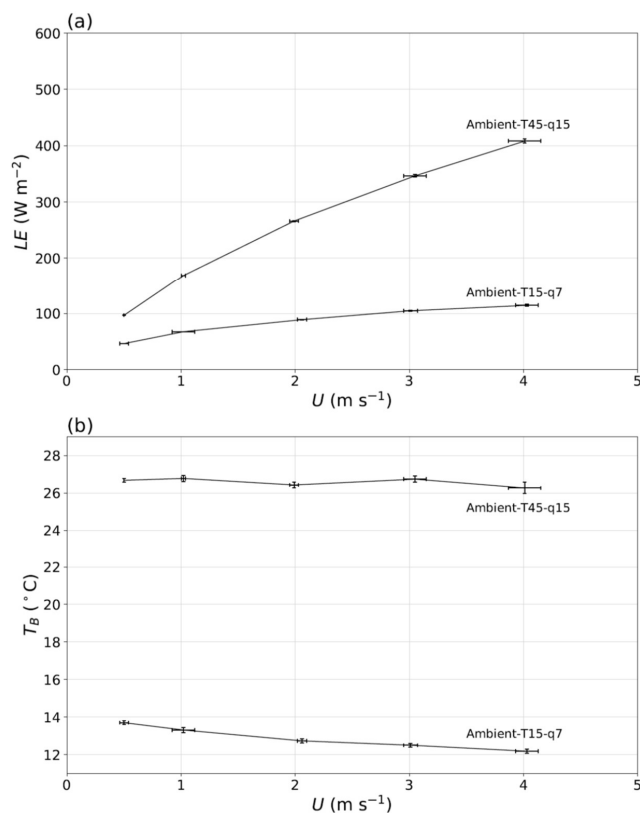 (a)
600
500
400
300
200
100
0
LE (W m⁻²)
Ambient-T45-q15
Ambient-T15-q7
0 1 2 3 4 5
U (m s⁻¹)
(b)
28
26
24
22
20
18
16
14
12
T_B (°C)
Ambient-T45-q15
Ambient-T15-q7
0 1 2 3 4 5
U (m s⁻¹)